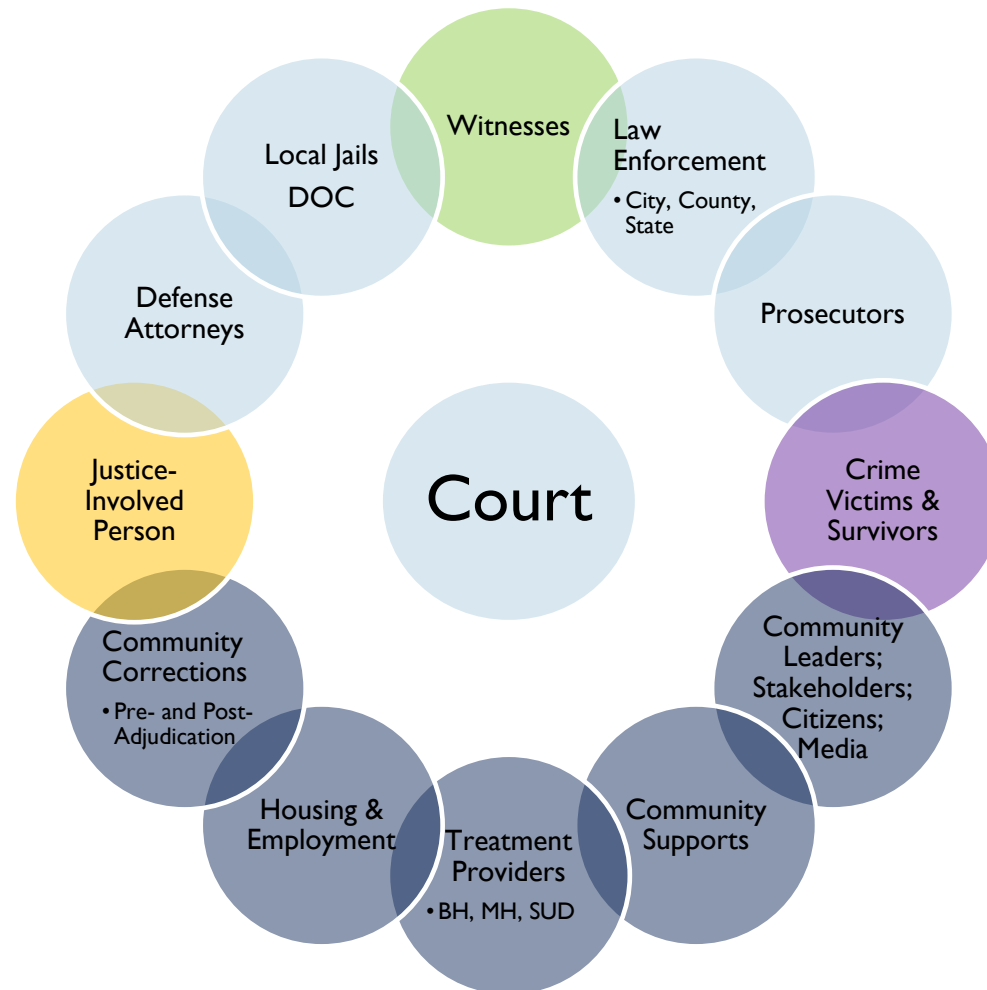 Witnesses
Law
Enforcement
• City, County,
State
Prosecutors
Crime
Victims &
Survivors
Community
Leaders;
Stakeholders;
Citizens;
Media
Community
Supports
Treatment
Providers
• BH, MH, SUD
Housing &
Employment
Community
Corrections
• Pre- and Post-
Adjudication
Justice-
Involved
Person
Defense
Attorneys
Local Jails
DOC
Court